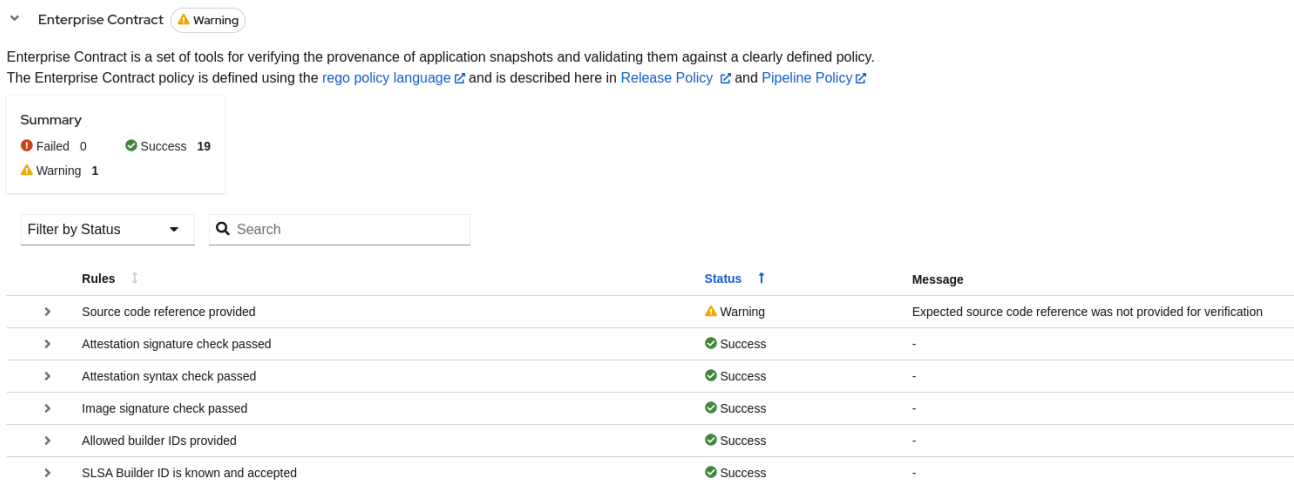 Enterprise Contract Warning
Enterprise Contract is a set of tools for verifying the provenance of application snapshots and validating them against a clearly defined policy.
The Enterprise Contract policy is defined using the rego policy language and is described here in Release Policy and Pipeline Policy
Summary
Failed 0 Success 19
Warning 1
Filter by Status Search
Rules Status Message
Source code reference provided Warning Expected source code reference was not provided for verification
Attestation signature check passed Success -
Attestation syntax check passed Success -
Image signature check passed Success -
Allowed builder IDs provided Success -
SLSA Builder ID is known and accepted Success -